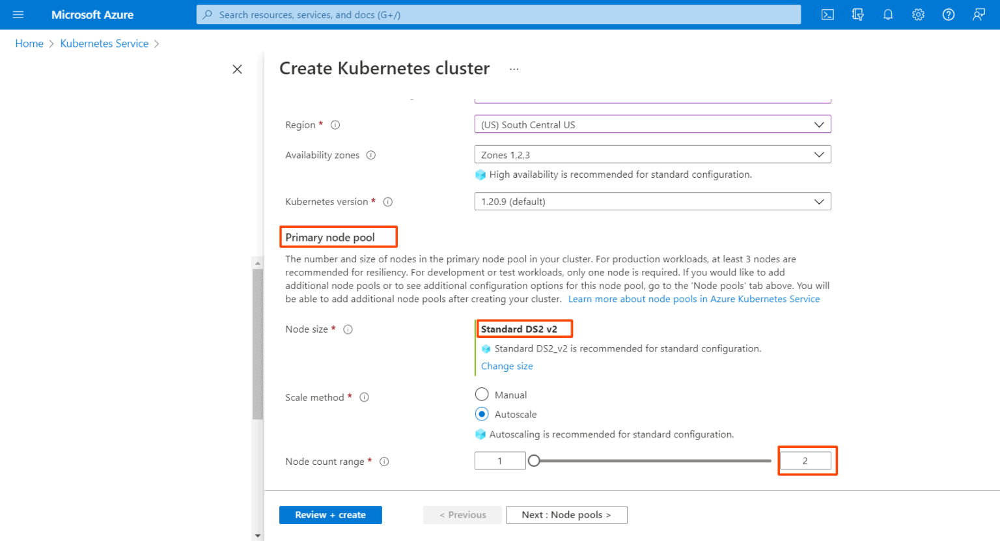 Microsoft Azure
Search resources, services, and docs (G+/)
Home > Kubernetes Service >
Create Kubernetes cluster ...
Region * (US) South Central US
Availability zones Zones 1,2,3
High availability is recommended for standard configuration.
Kubernetes version * 1.20.9 (default)
Primary node pool
The number and size of nodes in the primary node pool in your cluster. For production workloads, at least 3 nodes are
recommended for resiliency. For development or test workloads, only one node is required. If you would like to add
additional node pools or to see additional configuration options for this node pool, go to the 'Node pools' tab above. You will
be able to add additional node pools after creating your cluster. Learn more about node pools in Azure Kubernetes Service
Node size * Standard DS2 v2
Standard DS2_v2 is recommended for standard configuration.
Change size
Scale method * Manual
Autoscale
Autoscaling is recommended for standard configuration.
Node count range * 1 2
Review + create < Previous Next : Node pools >